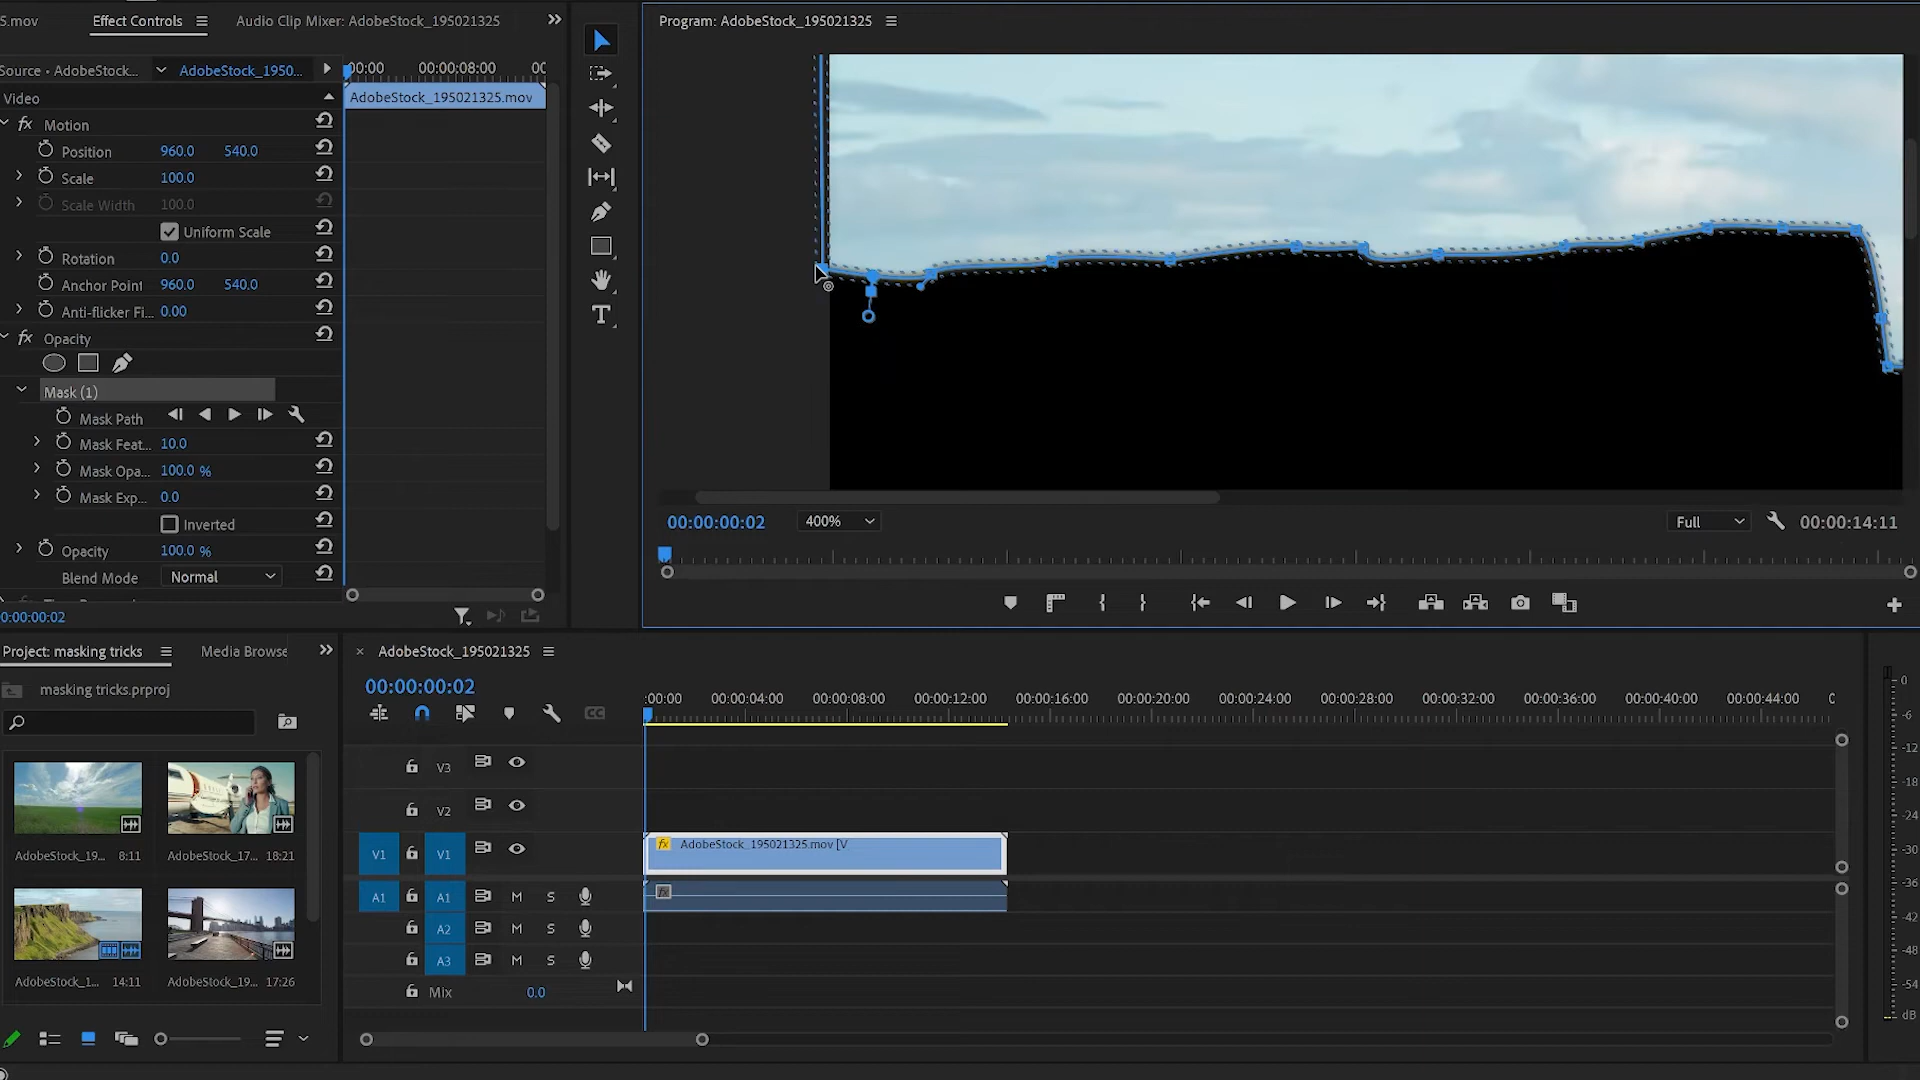 5.mov
Effect Controls
Audio Clip Mixer: AdobeStock_195021325
Program: AdobeStock_195021325
Source • AdobeStock...
AdobeStock_1950...
00:00
00:00:08:00
00
Video
AdobeStock_195021325.mov
Motion
Position 960.0 540.0
Scale 100.0
Scale Width 100.0
Uniform Scale
Rotation 0.0
Anchor Point 960.0 540.0
Anti-flicker Fi... 0.00
Opacity
Mask (1)
Mask Path
Mask Feat... 10.0
Mask Opa... 100.0 %
Mask Exp... 0.0
Inverted
Opacity 100.0 %
Blend Mode Normal
0:00:00:02
T
00:00:00:02
400%
Full
00:00:14:11
Project: masking tricks
Media Browse
masking tricks.prproj
AdobeStock_19... 8:11
AdobeStock_17... 18:21
AdobeStock_1... 14:11
AdobeStock_19... 17:26
× AdobeStock_195021325
00:00:00:02
CC
:00:00 00:00:04:00 00:00:08:00 00:00:12:00 00:00:16:00 00:00:20:00 00:00:24:00 00:00:28:00 00:00:32:00 00:00:36:00 00:00:40:00 00:00:44:00
V3
V2
V1 V1
fx AdobeStock_195021325.mov [V
A1 A1 M S
fx
A2 M S
A3 M S
Mix 0.0
0
-6
-12
-18
-24
-30
-36
-42
-48
-54
dB